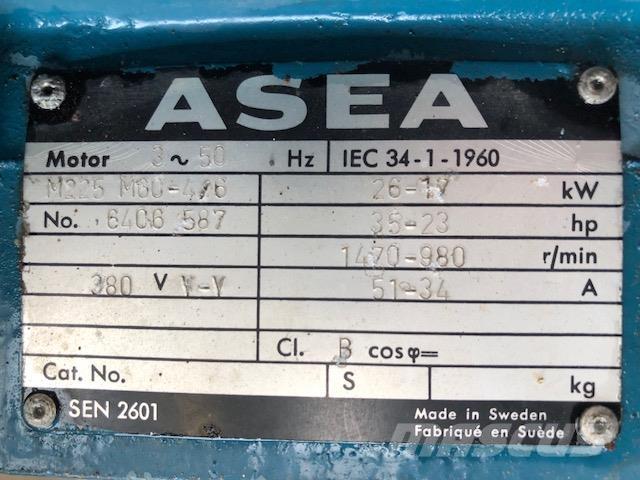 ASEA
Motor 3~50 Hz IEC 34-1-1960
M225 M60-4/6 26-17 kW
No. 6406 587 35-23 hp
1470-980 r/min
380 V Y-Y 51-34 A
Cl. B cosφ=
Cat. No. S kg
SEN 2601 Made in Sweden
Fabriqué en Suède
MASCUS